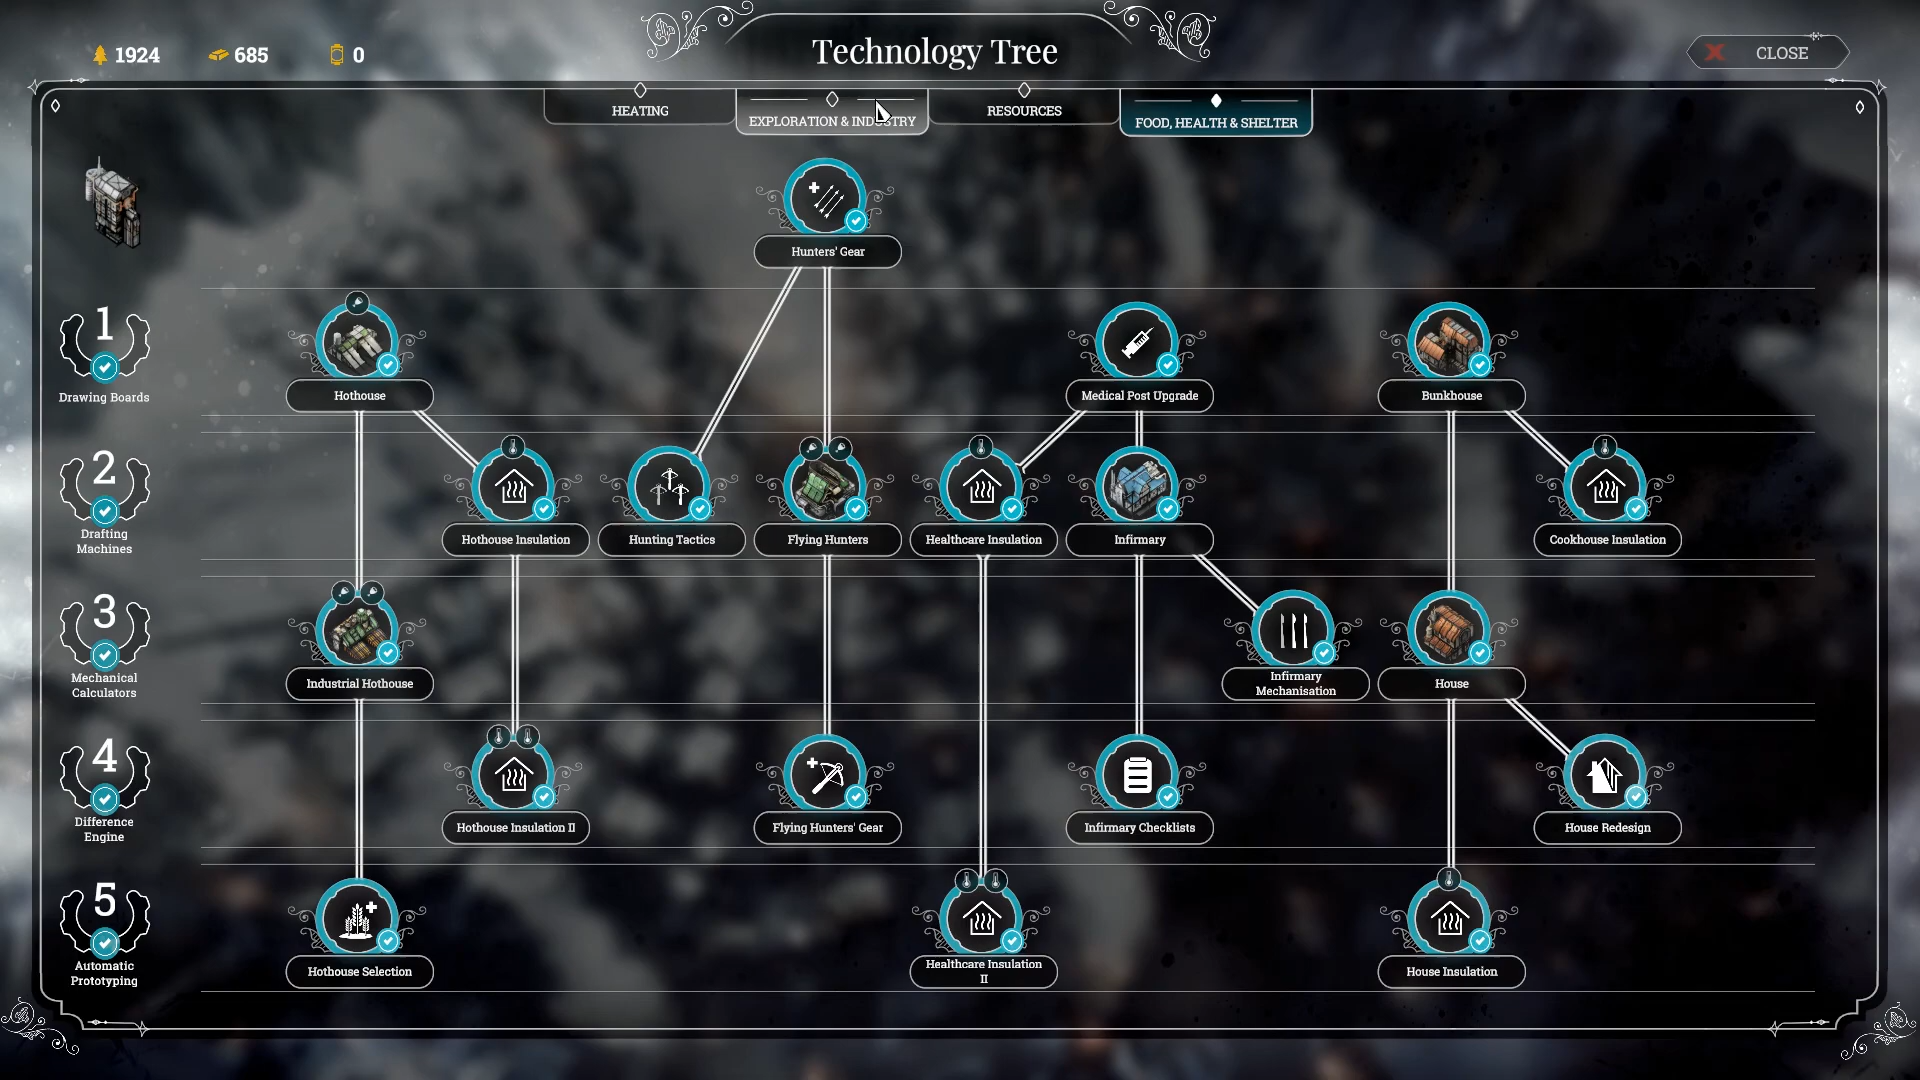 1924
685
0
Technology Tree
CLOSE
HEATING
EXPLORATION & INDUSTRY
RESOURCES
FOOD, HEALTH & SHELTER
Hunters' Gear
1
Drawing Boards
Hothouse
Medical Post Upgrade
Bunkhouse
2
Drafting
Machines
Hothouse Insulation
Hunting Tactics
Flying Hunters
Healthcare Insulation
Infirmary
Cookhouse Insulation
3
Mechanical
Calculators
Industrial Hothouse
Infirmary
Mechanisation
House
4
Difference
Engine
Hothouse Insulation II
Flying Hunters' Gear
Infirmary Checklists
House Redesign
5
Automatic
Prototyping
Hothouse Selection
Healthcare Insulation
II
House Insulation